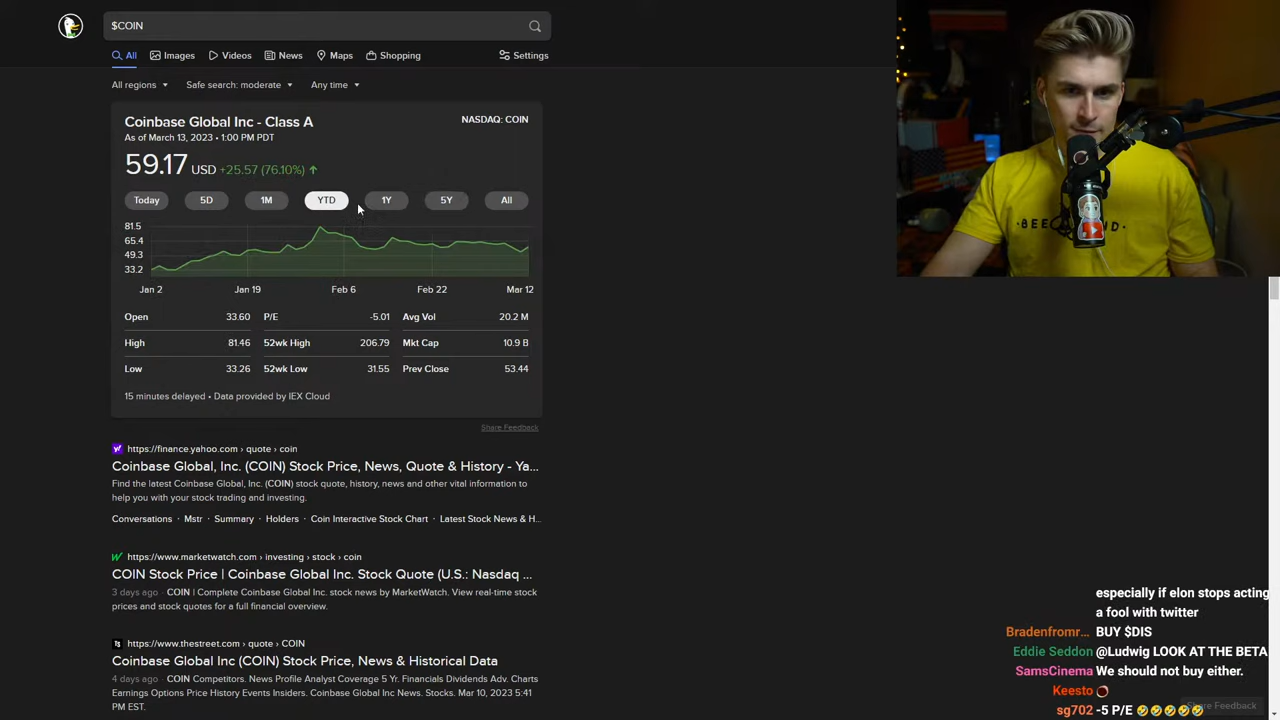 $COIN
All
Images
Videos
News
Maps
Shopping
Settings
All regions
Safe search: moderate
Any time
Coinbase Global Inc - Class A
NASDAQ: COIN
As of March 13, 2023 • 1:00 PM PDT
59.17 USD +25.57 (76.10%) ↑
Today 5D 1M YTD 1Y 5Y All
81.5
65.4
49.3
33.2
Jan 2 Jan 19 Feb 6 Feb 22 Mar 12
Open 33.60 P/E -5.01 Avg Vol 20.2 M
High 81.46 52wk High 206.79 Mkt Cap 10.9 B
Low 33.26 52wk Low 31.55 Prev Close 53.44
15 minutes delayed • Data provided by IEX Cloud
Share Feedback
https://finance.yahoo.com › quote › coin
Coinbase Global, Inc. (COIN) Stock Price, News, Quote & History - Ya...
Find the latest Coinbase Global, Inc. (COIN) stock quote, history, news and other vital information to
help you with your stock trading and investing.
Conversations · Mstr · Summary · Holders · Coin Interactive Stock Chart · Latest Stock News & H...
https://www.marketwatch.com › investing › stock › coin
COIN Stock Price | Coinbase Global Inc. Stock Quote (U.S.: Nasdaq ...
3 days ago · COIN | Complete Coinbase Global Inc. stock news by MarketWatch. View real-time stock
prices and stock quotes for a full financial overview.
https://www.thestreet.com › quote › COIN
Coinbase Global Inc (COIN) Stock Price, News & Historical Data
4 days ago · COIN Competitors. News Profile Analyst Coverage 5 Yr. Financials Dividends Adv. Charts
Earnings Options Price History Events Insiders. Coinbase Global Inc News. Stocks. Mar 10, 2023 5:41
PM EST.
especially if elon stops acting
a fool with twitter
Bradenfromr... BUY $DIS
Eddie Seddon @Ludwig LOOK AT THE BETA
SamsCinema We should not buy either.
Keesto
sg702 -5 P/E 🤣🤣🤣🤣🤣
Share Feedback